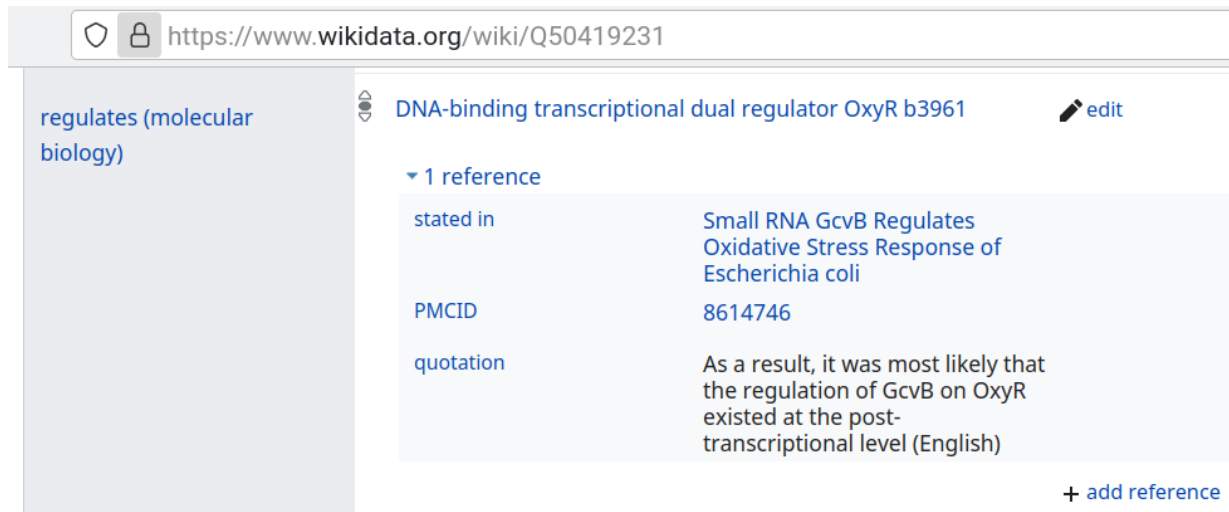 https://www.wikidata.org/wiki/Q50419231
regulates (molecular
biology)
DNA-binding transcriptional dual regulator OxyR b3961
edit
1 reference
stated in
Small RNA GcvB Regulates
Oxidative Stress Response of
Escherichia coli
PMCID
8614746
quotation
As a result, it was most likely that
the regulation of GcvB on OxyR
existed at the post-
transcriptional level (English)
+ add reference